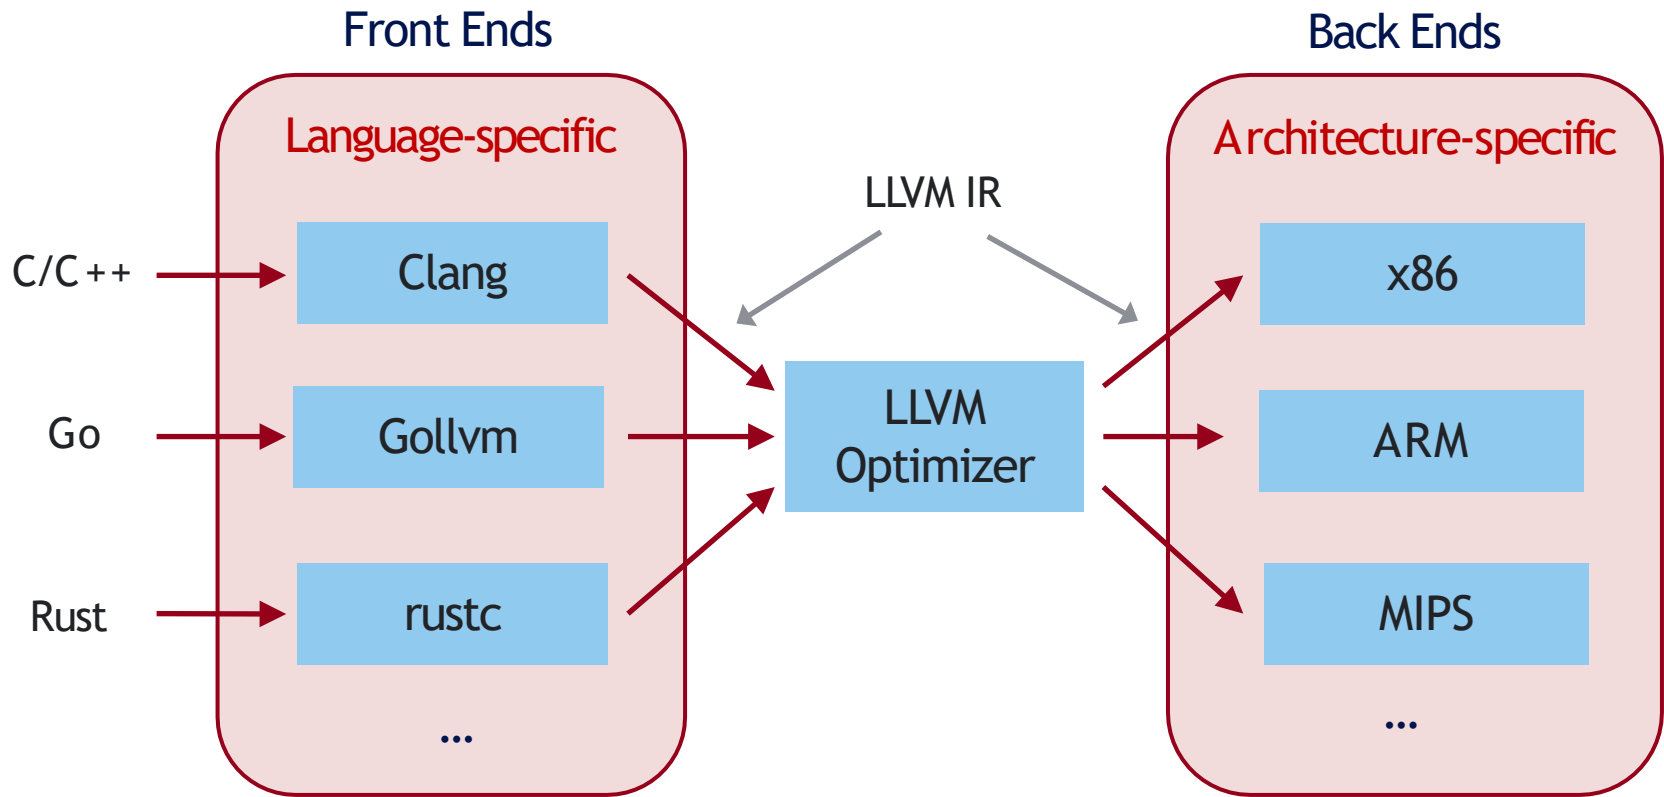 Front Ends
Back Ends
Language-specific
Architecture-specific
LLVM IR
C/C++
Clang
x86
Go
Gollvm
LLVM
Optimizer
ARM
Rust
rustc
MIPS
...
...